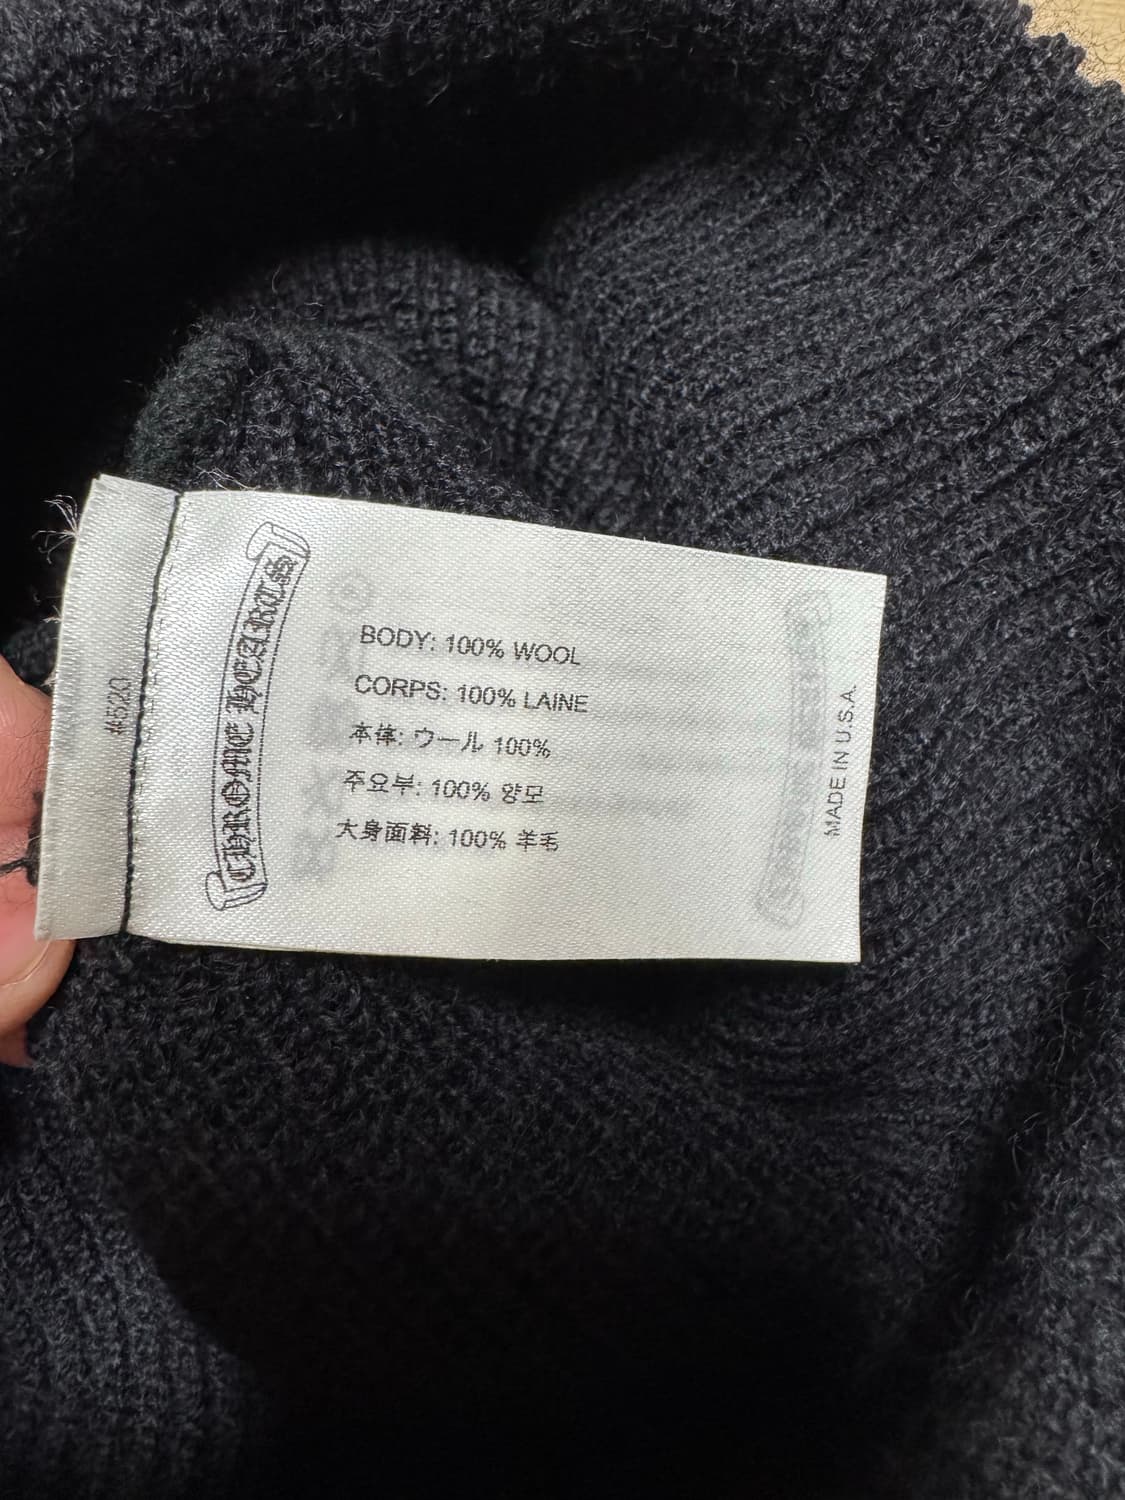 #5520
CHROME HEARTS
BODY: 100% WOOL
CORPS: 100% LAINE
本体: ウール 100%
주요부: 100% 양모
大身面料: 100% 羊毛
MADE IN U.S.A.